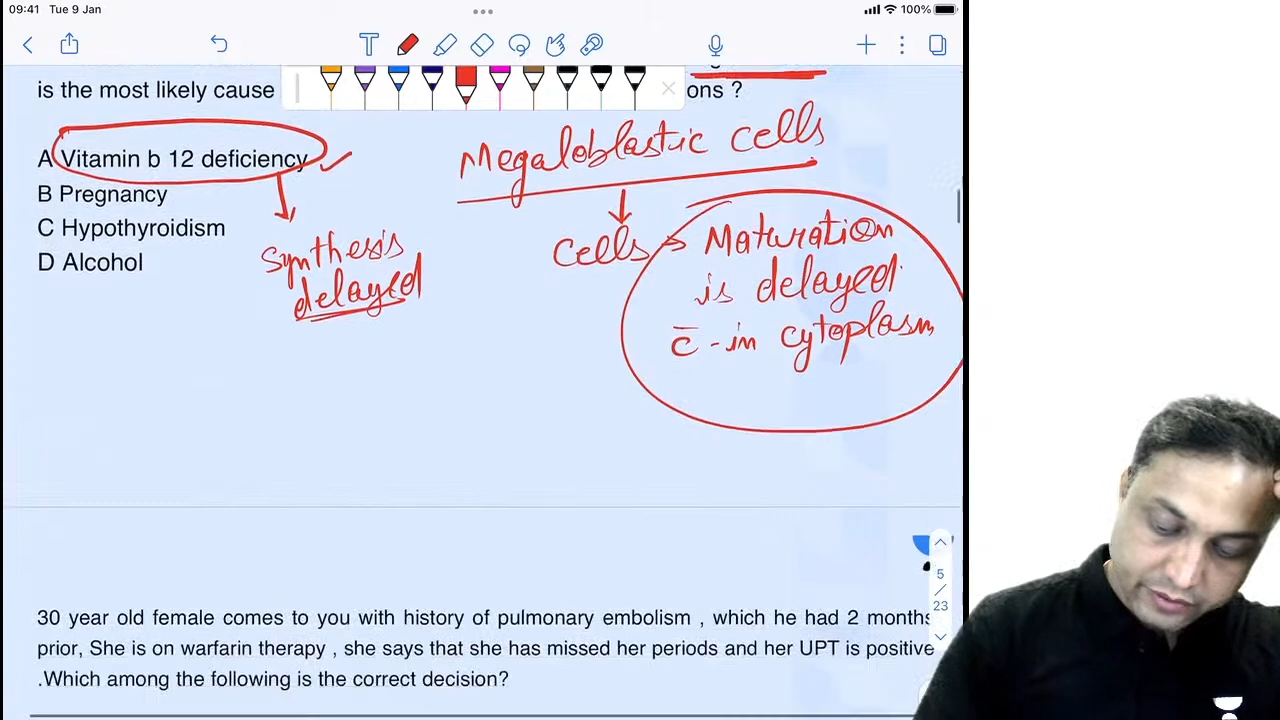 09:41 Tue 9 Jan
100%
is the most likely cause
ons ?
A Vitamin b 12 deficiency
B Pregnancy
C Hypothyroidism
D Alcohol
Synthesis
delayed
Megaloblastic cells
Cells → Maturation
is delayed
c̄ - in cytoplasm
5
/
23
30 year old female comes to you with history of pulmonary embolism , which he had 2 months
prior, She is on warfarin therapy , she says that she has missed her periods and her UPT is positive
.Which among the following is the correct decision?